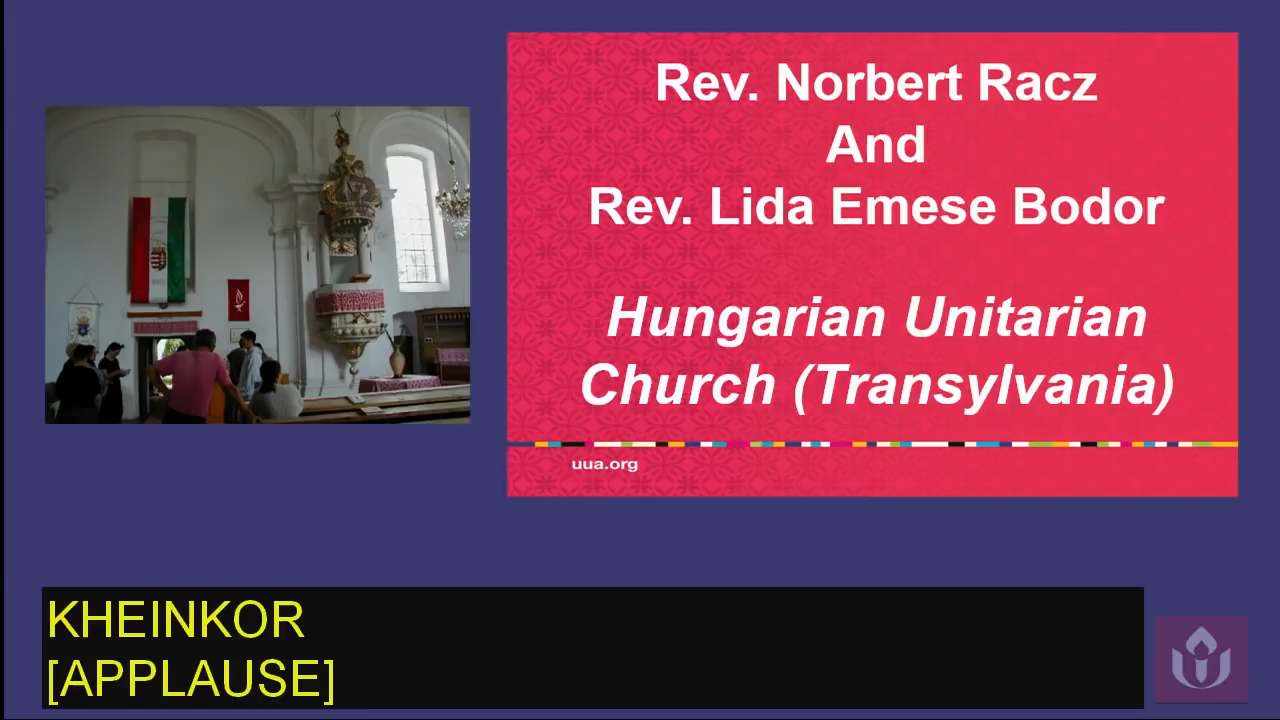 Rev. Norbert Racz
And
Rev. Lida Emese Bodor
Hungarian Unitarian
Church (Transylvania)
uua.org
KHEINKOR
[APPLAUSE]